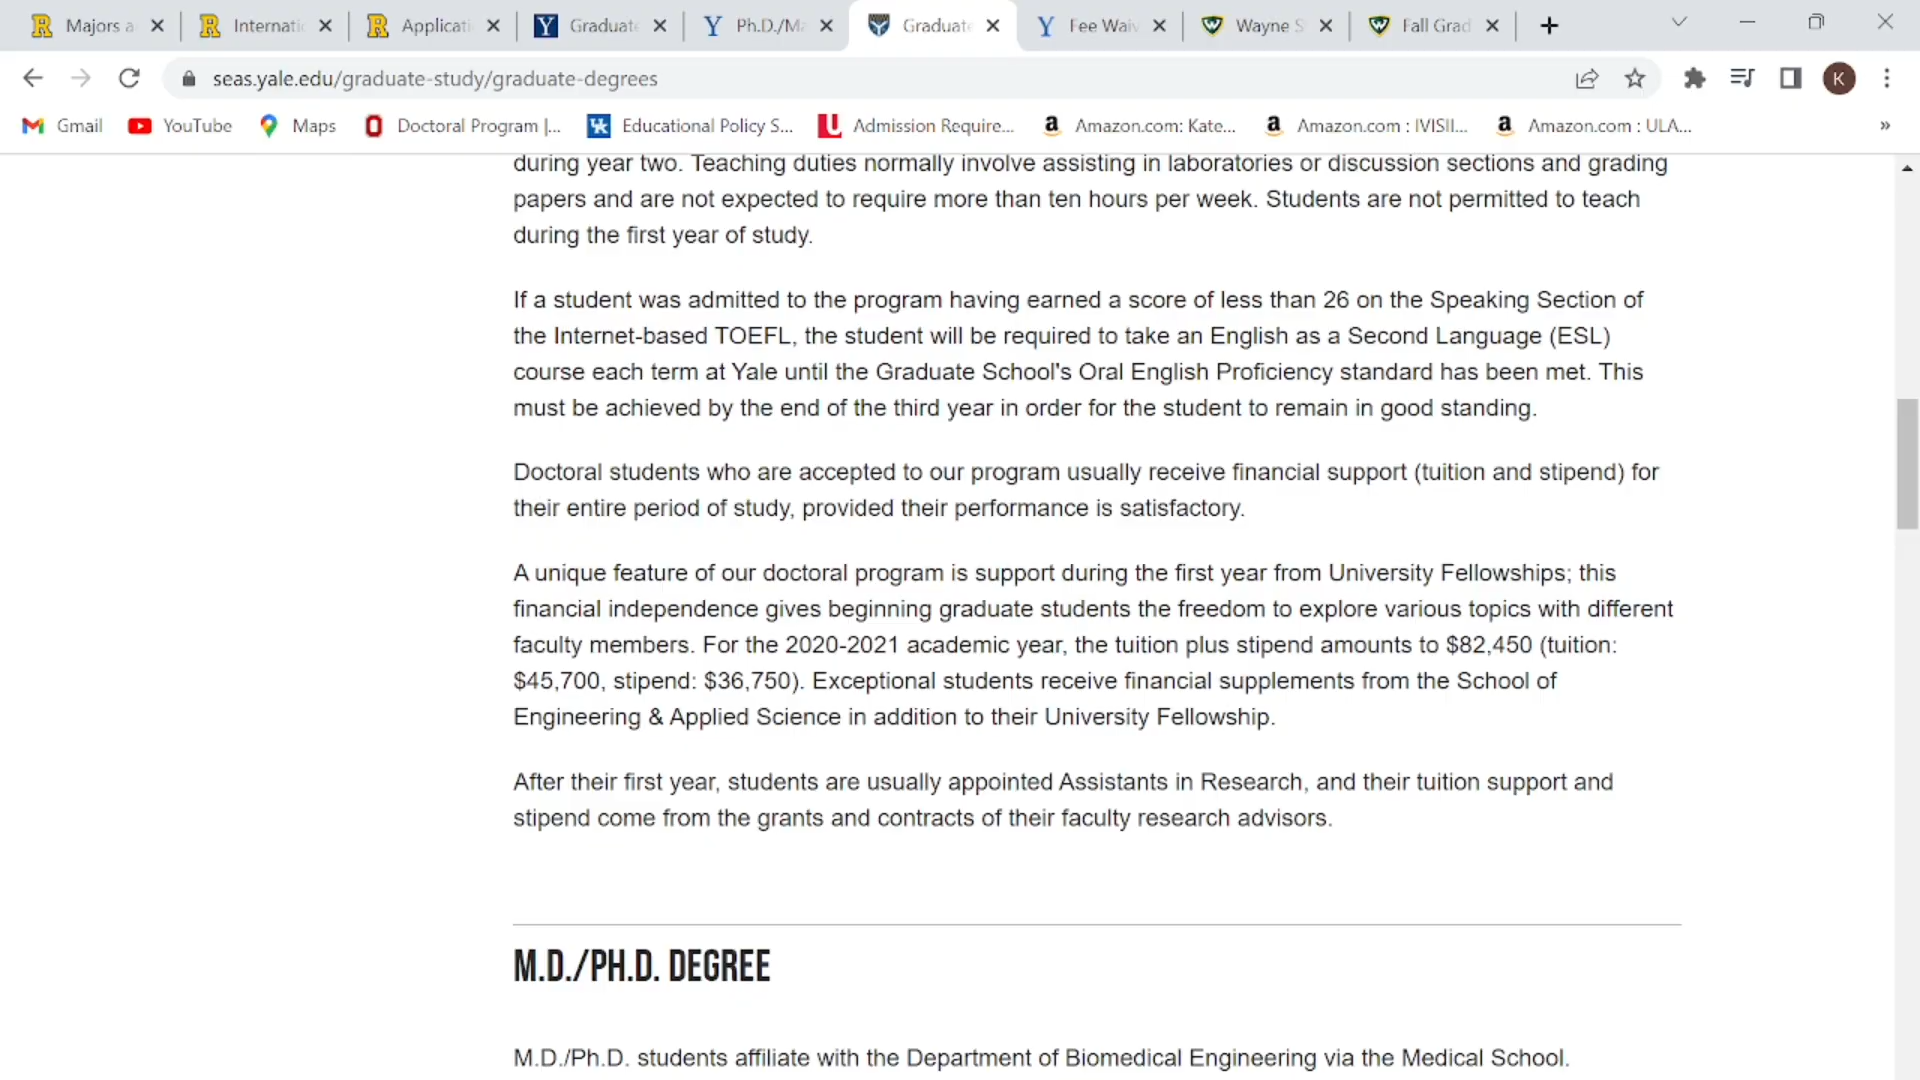 Majors a
Internati
Applicati
Graduate
Ph.D./Ma
Graduate
Fee Waiv
Wayne S
Fall Grad
seas.yale.edu/graduate-study/graduate-degrees
K
Gmail
YouTube
Maps
Doctoral Program |...
Educational Policy S...
Admission Require...
Amazon.com: Kate...
Amazon.com : IVISII...
Amazon.com : ULA...
»
during year two. Teaching duties normally involve assisting in laboratories or discussion sections and grading
papers and are not expected to require more than ten hours per week. Students are not permitted to teach
during the first year of study.
If a student was admitted to the program having earned a score of less than 26 on the Speaking Section of
the Internet-based TOEFL, the student will be required to take an English as a Second Language (ESL)
course each term at Yale until the Graduate School's Oral English Proficiency standard has been met. This
must be achieved by the end of the third year in order for the student to remain in good standing.
Doctoral students who are accepted to our program usually receive financial support (tuition and stipend) for
their entire period of study, provided their performance is satisfactory.
A unique feature of our doctoral program is support during the first year from University Fellowships; this
financial independence gives beginning graduate students the freedom to explore various topics with different
faculty members. For the 2020-2021 academic year, the tuition plus stipend amounts to $82,450 (tuition:
$45,700, stipend: $36,750). Exceptional students receive financial supplements from the School of
Engineering & Applied Science in addition to their University Fellowship.
After their first year, students are usually appointed Assistants in Research, and their tuition support and
stipend come from the grants and contracts of their faculty research advisors.
M.D./PH.D. DEGREE
M.D./Ph.D. students affiliate with the Department of Biomedical Engineering via the Medical School.